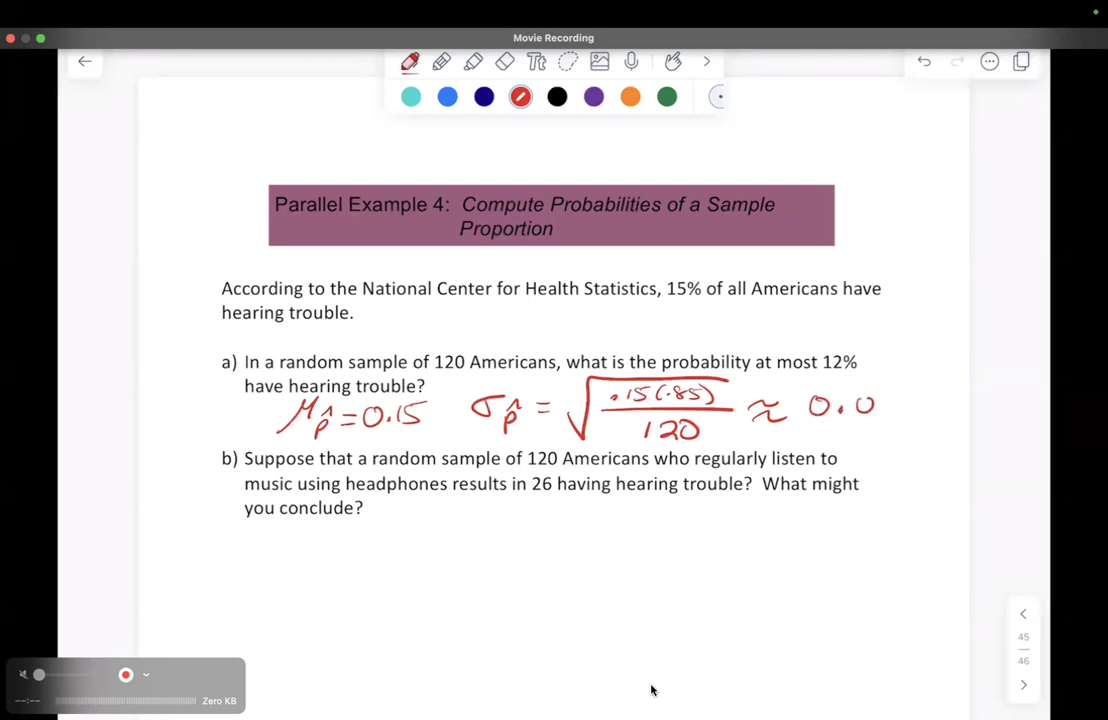 Movie Recording
Tt
Parallel Example 4: Compute Probabilities of a Sample
Proportion
According to the National Center for Health Statistics, 15% of all Americans have
hearing trouble.
a) In a random sample of 120 Americans, what is the probability at most 12%
have hearing trouble?
μp̂ = 0.15 σp̂ = √(.15(.85)/120) ≈ 0.0
b) Suppose that a random sample of 120 Americans who regularly listen to
music using headphones results in 26 having hearing trouble? What might
you conclude?
45
46
--:-- Zero KB